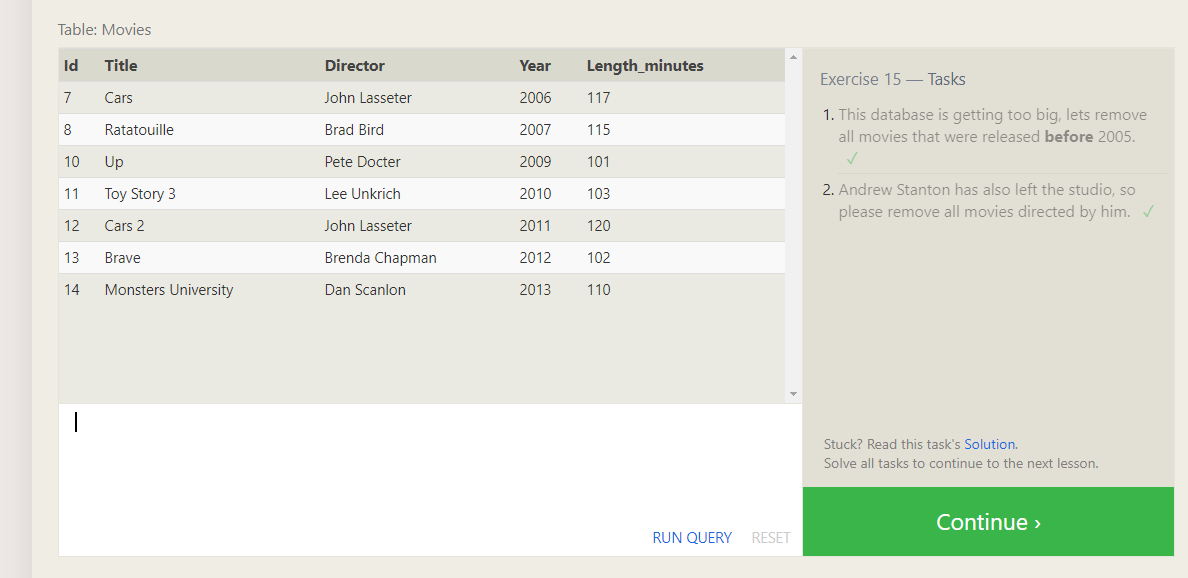 Table: Movies
Id Title Director Year Length_minutes
7 Cars John Lasseter 2006 117
8 Ratatouille Brad Bird 2007 115
10 Up Pete Docter 2009 101
11 Toy Story 3 Lee Unkrich 2010 103
12 Cars 2 John Lasseter 2011 120
13 Brave Brenda Chapman 2012 102
14 Monsters University Dan Scanlon 2013 110
RUN QUERY RESET
Exercise 15 — Tasks
1. This database is getting too big, lets remove
all movies that were released before 2005.
✓
2. Andrew Stanton has also left the studio, so
please remove all movies directed by him. ✓
Stuck? Read this task's Solution.
Solve all tasks to continue to the next lesson.
Continue ›